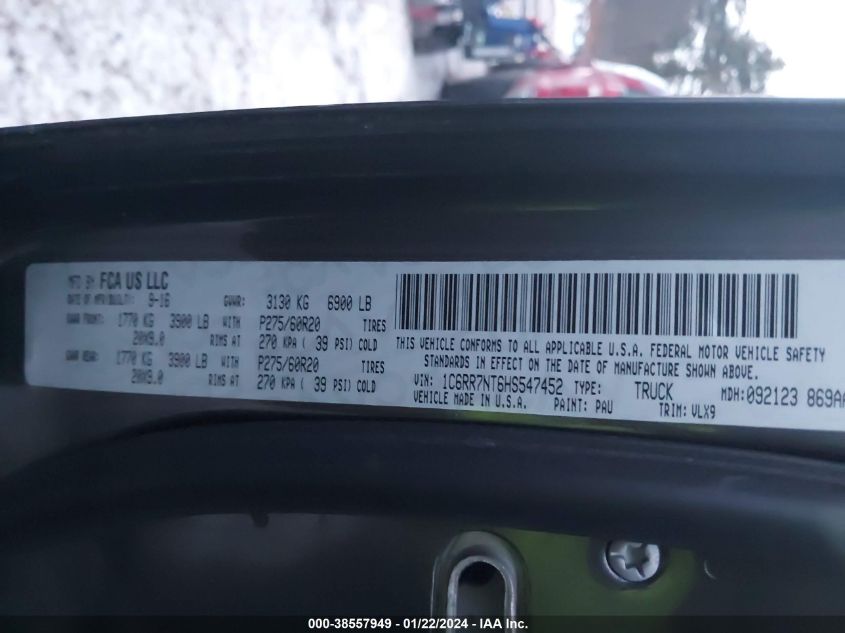 MFD BY FCA US LLC
DATE OF MFR(BUILT): 9-16 GVWR: 3130 KG 6900 LB
GAWR FRONT: 1770 KG 3900 LB WITH P275/60R20 TIRES
20X9.0 RIMS AT 270 KPA ( 39 PSI) COLD
GAWR REAR: 1770 KG 3900 LB WITH P275/60R20 TIRES
20X9.0 RIMS AT 270 KPA ( 39 PSI) COLD
THIS VEHICLE CONFORMS TO ALL APPLICABLE U.S.A. FEDERAL MOTOR VEHICLE SAFETY
STANDARDS IN EFFECT ON THE DATE OF MANUFACTURE SHOWN ABOVE.
VIN: 1C6RR7NT6HS547452 TYPE: TRUCK MDH: 092123 869AA
VEHICLE MADE IN U.S.A. PAINT: PAU TRIM: VLX9
000-38557949 - 01/22/2024 - IAA Inc.